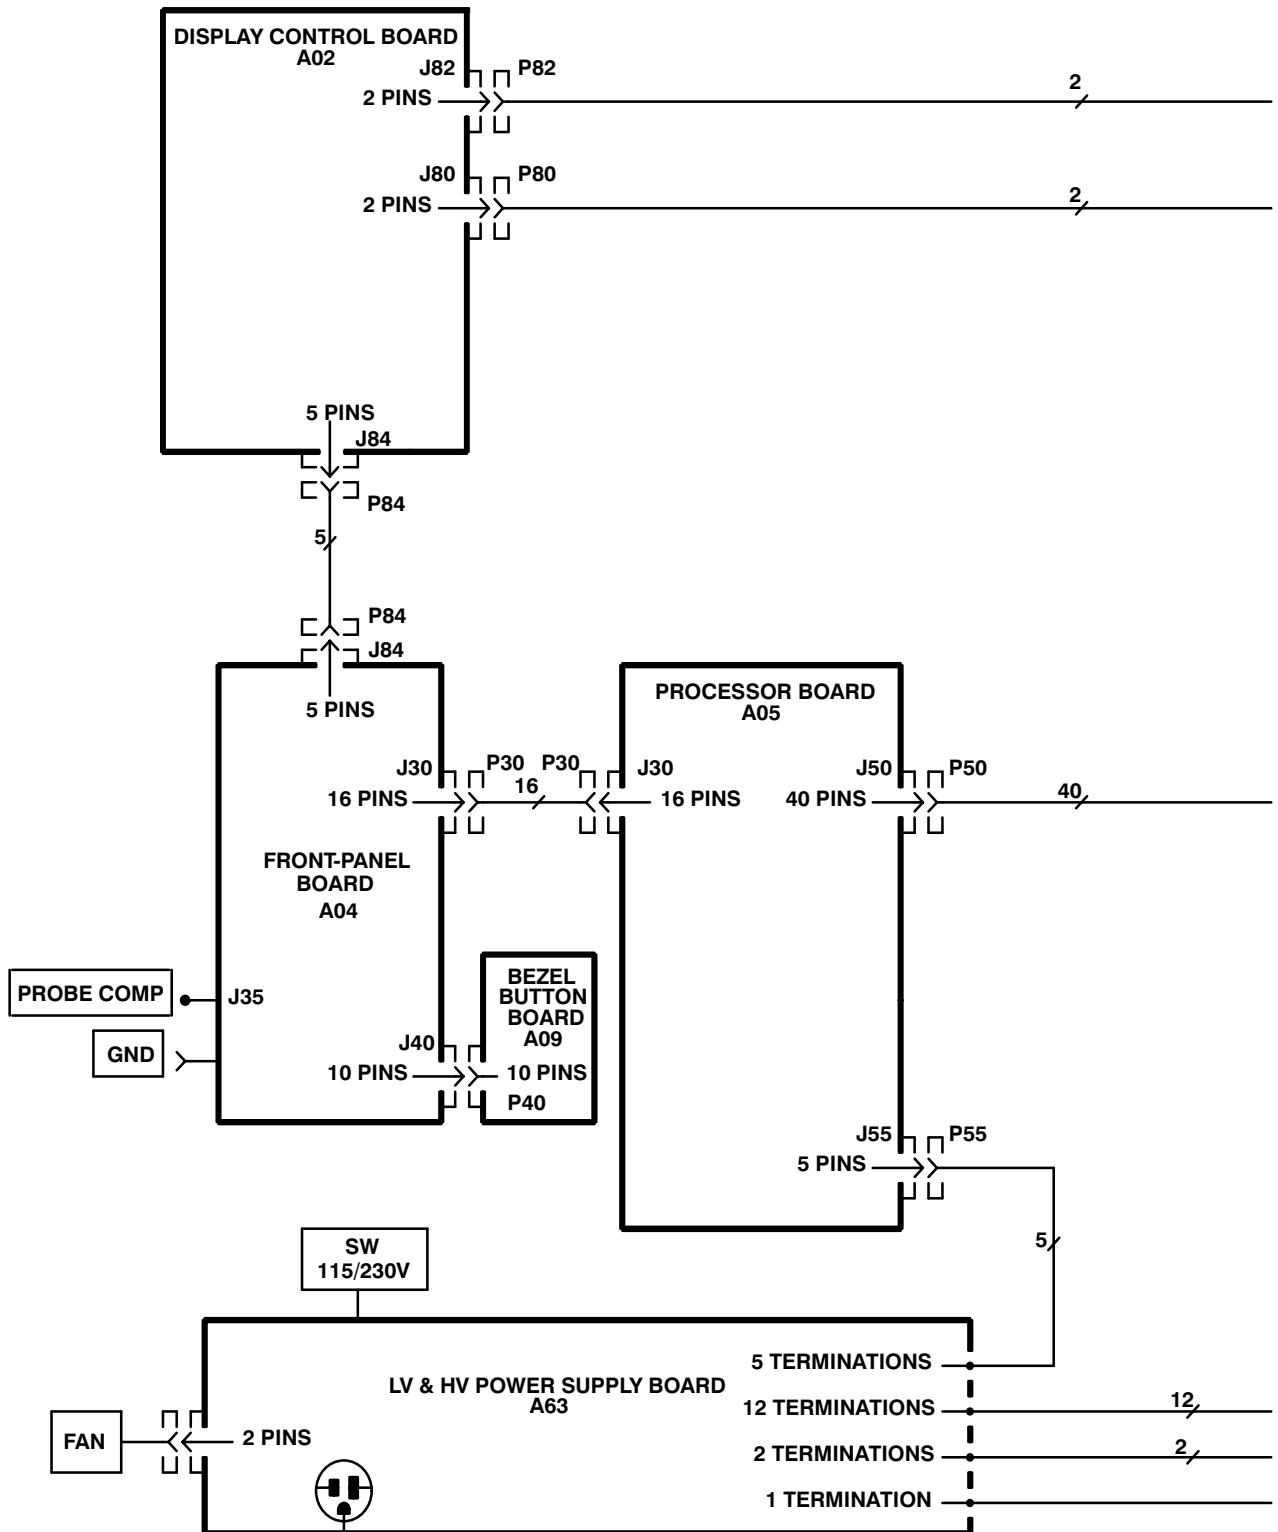 DISPLAY CONTROL BOARD
A02
J82 P82
2 PINS
2
J80 P80
2 PINS
2
5 PINS
J84
P84
5
P84
J84
5 PINS
PROCESSOR BOARD
A05
J30 P30 P30 J30
16
16 PINS 16 PINS
J50 P50
40 PINS
40
FRONT-PANEL
BOARD
A04
PROBE COMP
J35
GND
BEZEL
BUTTON
BOARD
A09
J40
10 PINS 10 PINS
P40
J55 P55
5 PINS
5
SW
115/230V
5 TERMINATIONS
LV & HV POWER SUPPLY BOARD
A63
12 TERMINATIONS
12
FAN
2 PINS
2 TERMINATIONS
2
1 TERMINATION